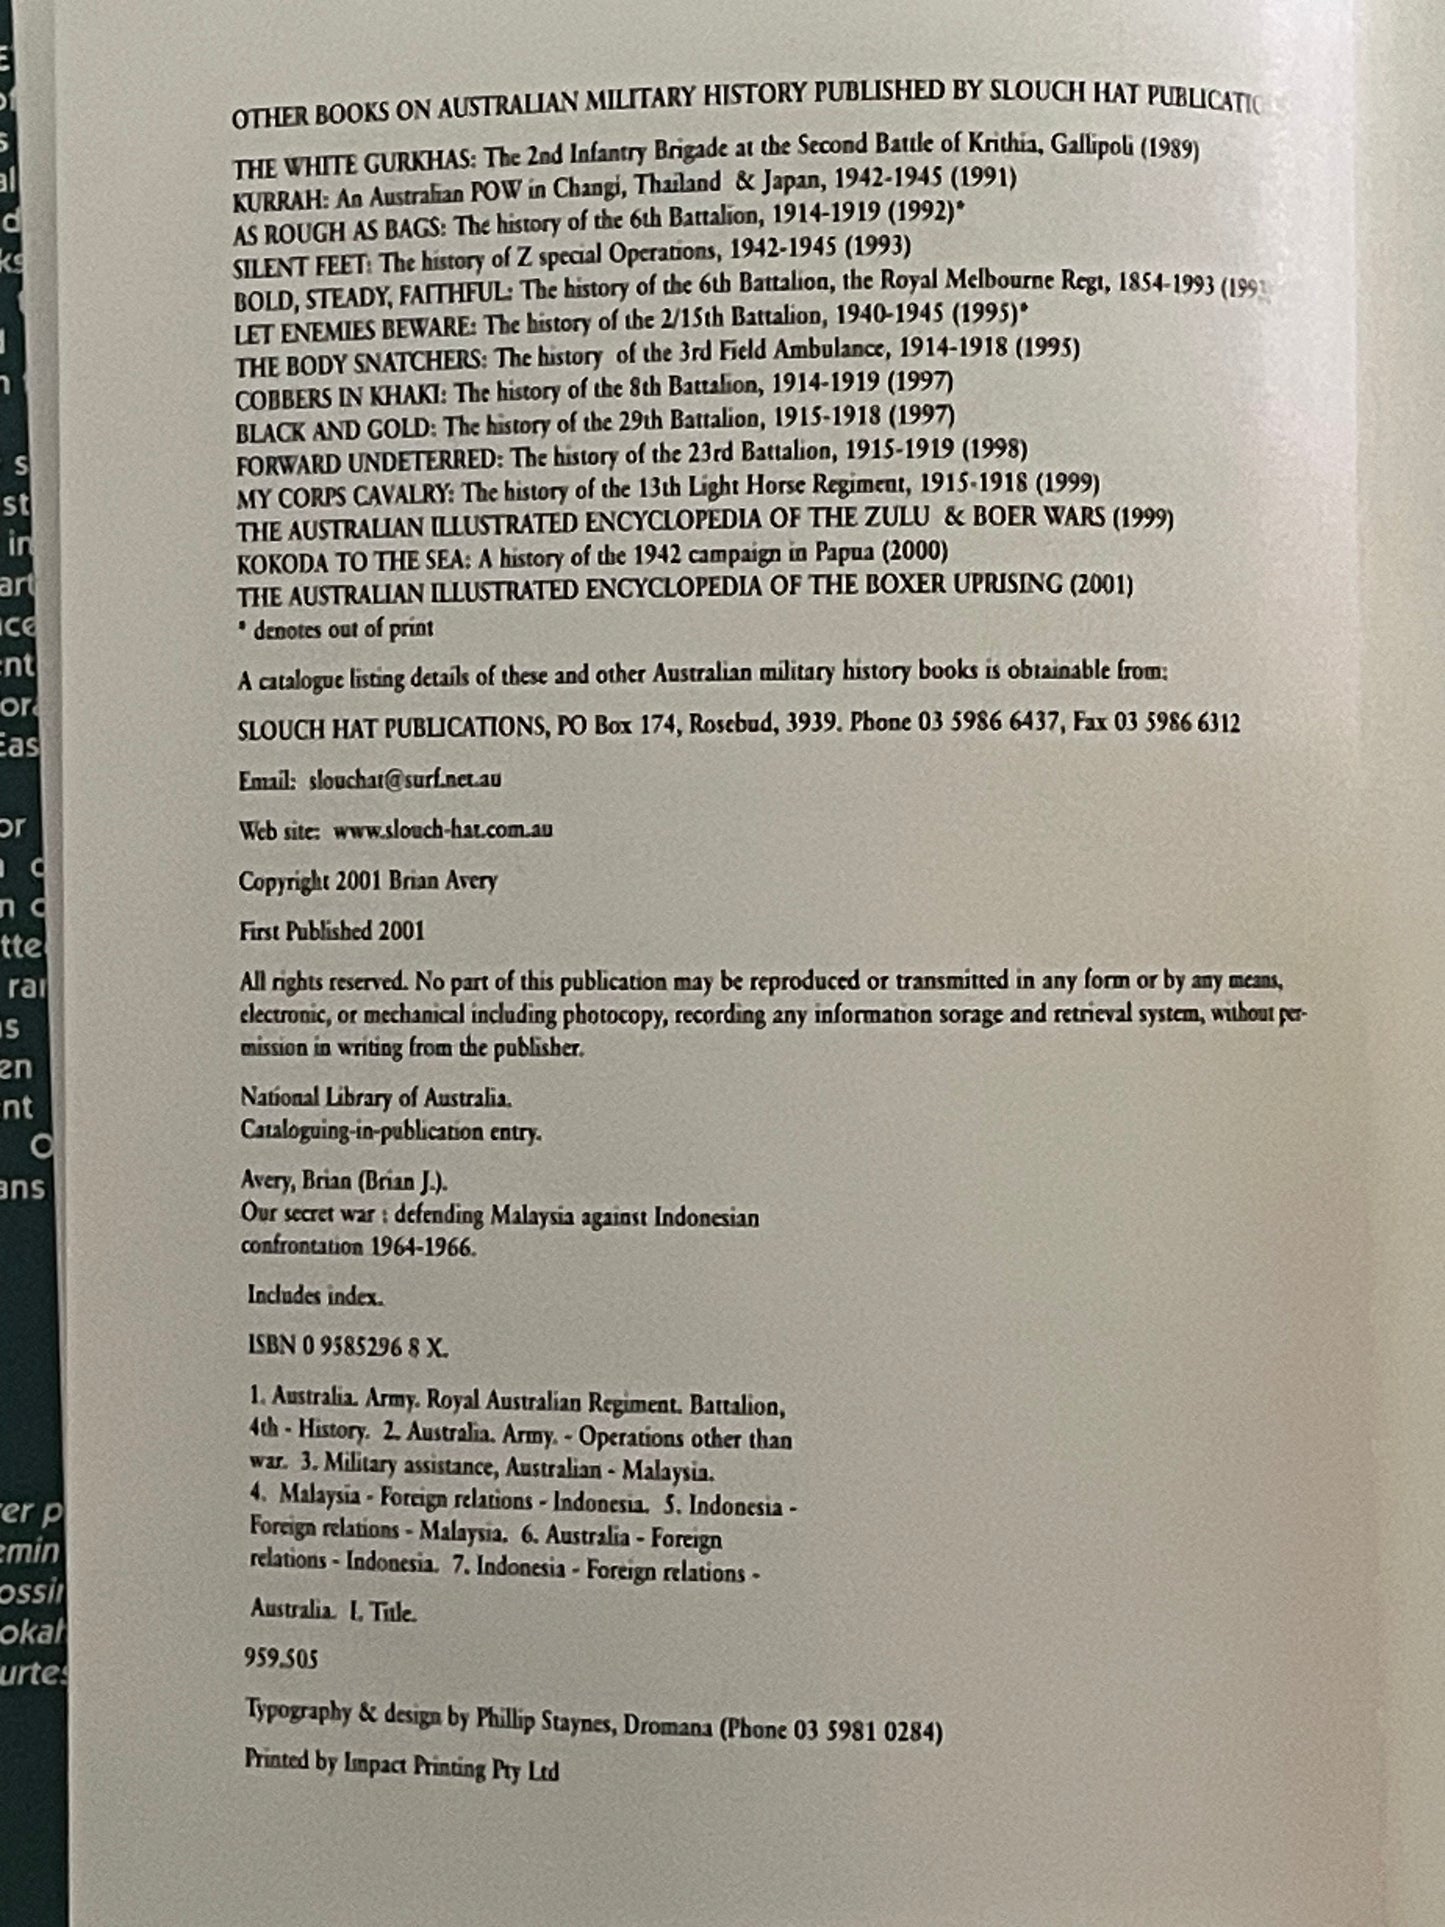 OTHER BOOKS ON AUSTRALIAN MILITARY HISTORY PUBLISHED BY SLOUCH HAT
THE WHITE GURKHAS: The 2nd Infantry Brigade at the Second Battle of Krithia, Gallipoli (1989)
KURRAH: An Australian POW in Changi, Thailand & Japan, 1942-1945 (1991)
AS ROUGH AS BAGS: The history of the 6th Battalion, 1914-1919 (1992)*
SILENT FEET: The history of Z special Operations, 1942-1945 (1993)
BOLD, STEADY, FAITHFUL: The history of the 6th Battalion, the Royal Melbourne Regt, 1854-1993
LET ENEMIES BEWARE: The history of the 2/15th Battalion, 1940-1945 (1995)*
THE BODY SNATCHERS: The history of the 3rd Field Ambulance, 1914-1918 (1995)
COBBERS IN KHAKI: The history of the 8th Battalion, 1914-1919 (1997)
BLACK AND GOLD: The history of the 29th Battalion, 1915-1918 (1997)
FORWARD UNDETERRED: The history of the 23rd Battalion, 1915-1919 (1998)
MY CORPS CAVALRY: The history of the 13th Light Horse Regiment, 1915-1918 (1999)
THE AUSTRALIAN ILLUSTRATED ENCYCLOPEDIA OF THE ZULU & BOER WARS (1999)
KOKODA TO THE SEA: A history of the 1942 campaign in Papua (2000)
THE AUSTRALIAN ILLUSTRATED ENCYCLOPEDIA OF THE BOXER UPRISING (2001)
* denotes out of print
A catalogue listing details of these and other Australian military history books is obtainable from:
SLOUCH HAT PUBLICATIONS, PO Box 174, Rosebud, 3939. Phone 03 5986 6437, Fax 03 5986 6312
Email: slouchat@surf.net.au
Web site: www.slouch-hat.com.au
Copyright 2001 Brian Avery
First Published 2001
All rights reserved. No part of this publication may be reproduced or transmitted in any form or by any means,
electronic, or mechanical including photocopy, recording any information sorage and retrieval system, without per-
mission in writing from the publisher.
National Library of Australia.
Cataloguing-in-publication entry.
Avery, Brian (Brian J.).
Our secret war : defending Malaysia against Indonesian
confrontation 1964-1966.
Includes index.
ISBN 0 9585296 8 X.
1. Australia. Army. Royal Australian Regiment. Battalion,
4th - History. 2. Australia. Army. - Operations other than
war. 3. Military assistance, Australian - Malaysia.
4. Malaysia - Foreign relations - Indonesia. 5. Indonesia -
Foreign relations - Malaysia. 6. Australia - Foreign
relations - Indonesia. 7. Indonesia - Foreign relations -
Australia. I. Title.
959.505
Typography & design by Phillip Staynes, Dromana (Phone 03 5981 0284)
Printed by Impact Printing Pty Ltd